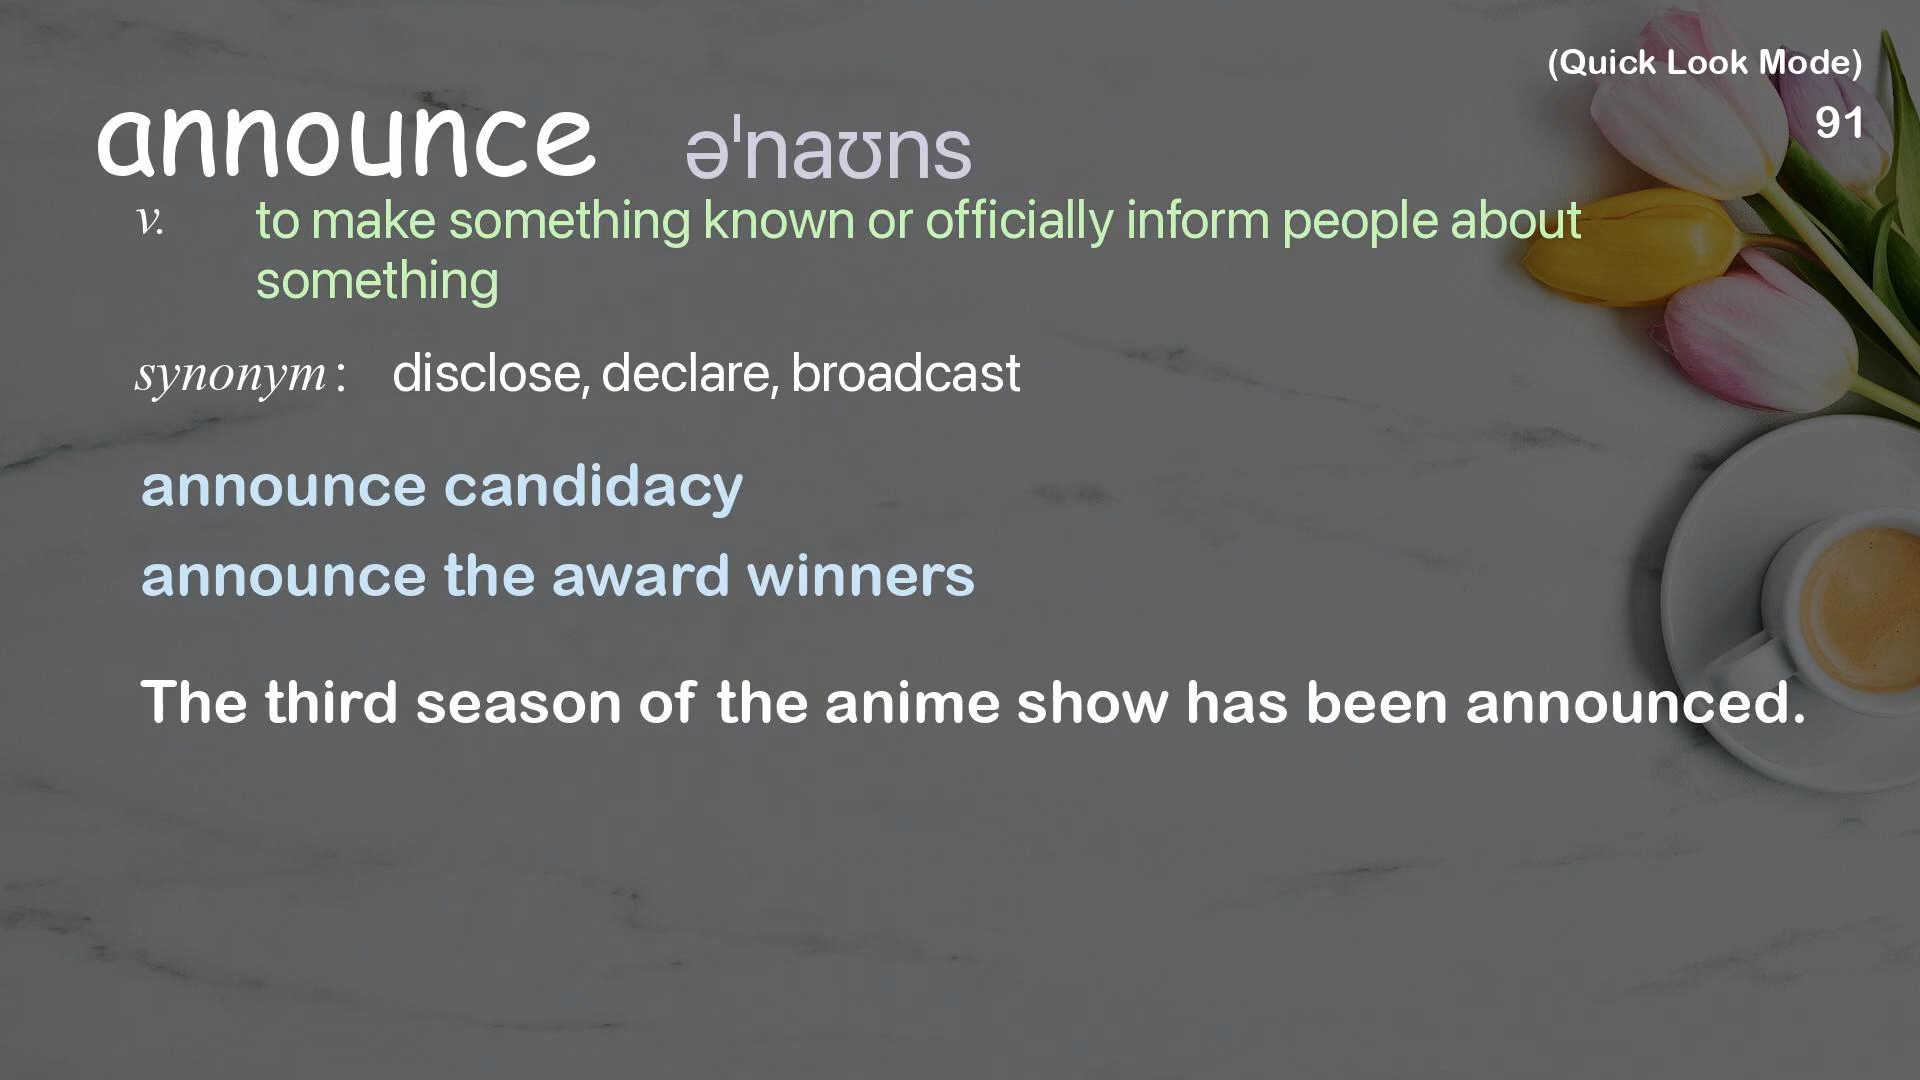 (Quick Look Mode)
91
announce əˈnaʊns
v. to make something known or officially inform people about
something
synonym: disclose, declare, broadcast
announce candidacy
announce the award winners
The third season of the anime show has been announced.